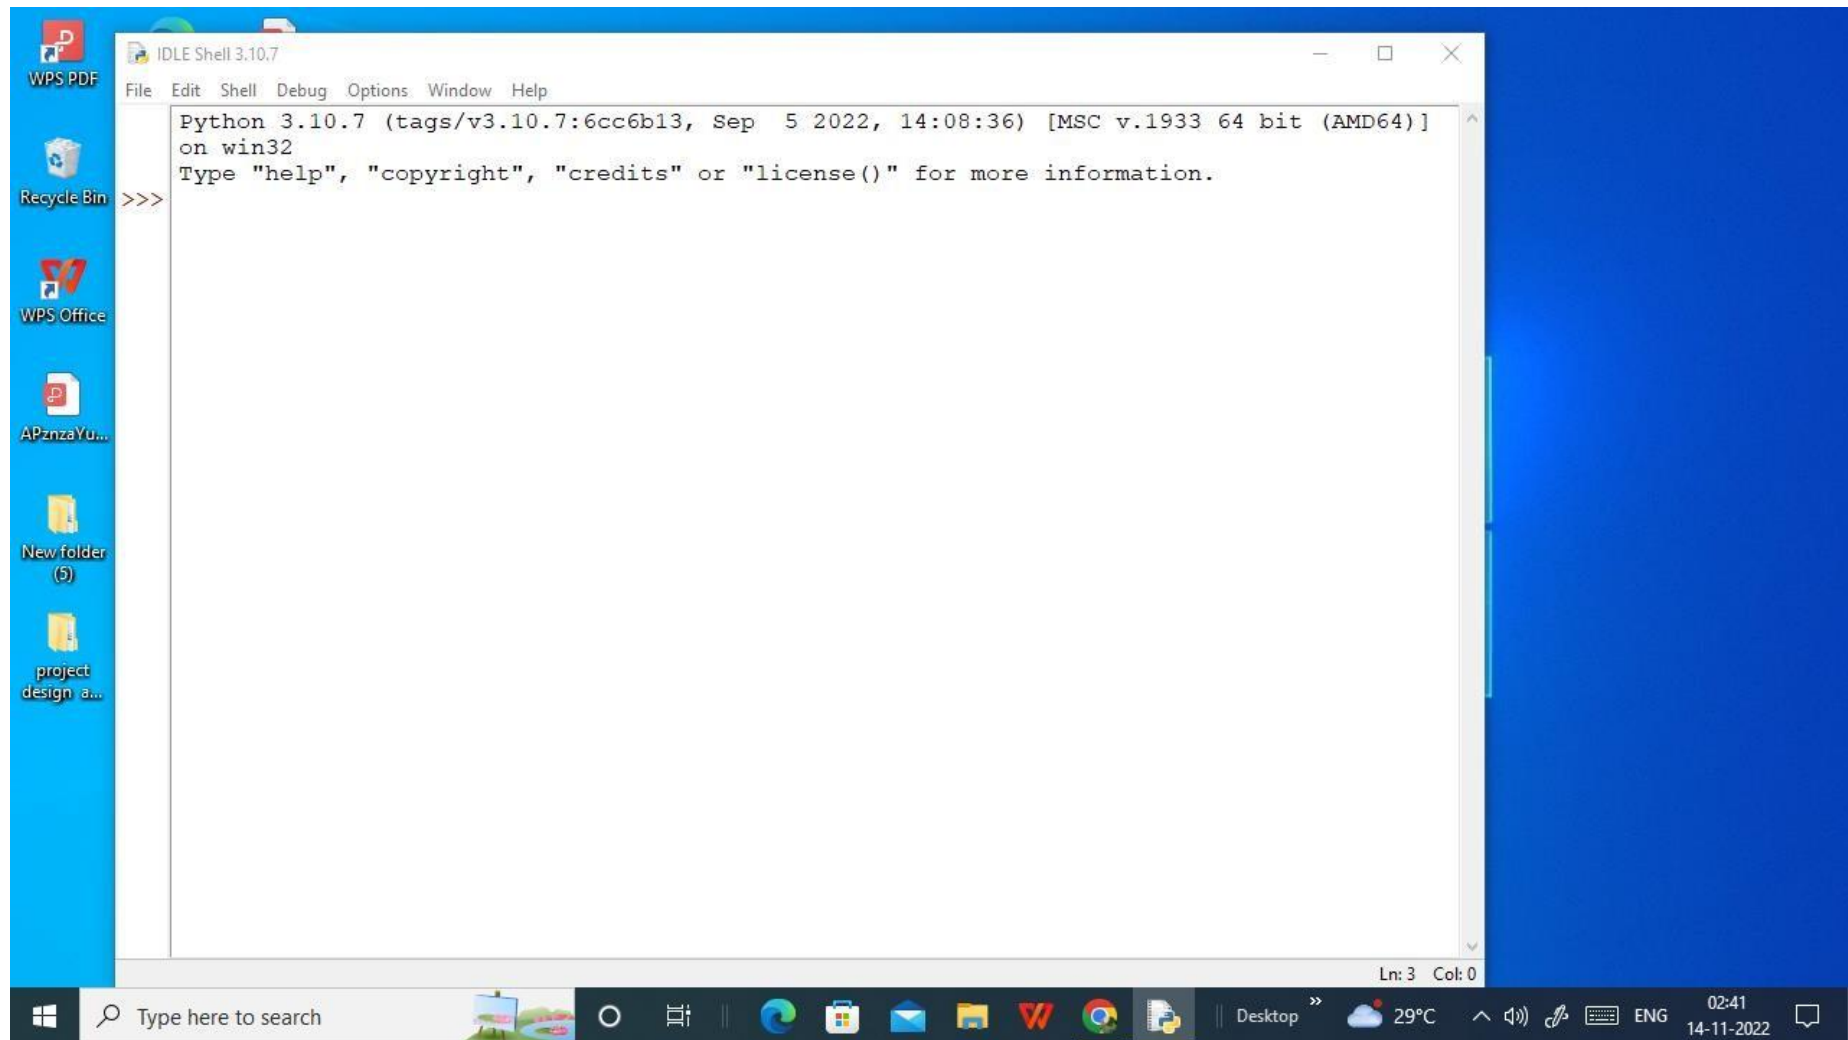 WPS PDF
Recycle Bin
WPS Office
APznzaYu...
New folder
(5)
project
design a...
IDLE Shell 3.10.7
File Edit Shell Debug Options Window Help
Python 3.10.7 (tags/v3.10.7:6cc6b13, Sep  5 2022, 14:08:36) [MSC v.1933 64 bit (AMD64)]
on win32
Type "help", "copyright", "credits" or "license()" for more information.
>>>
Ln: 3 Col: 0
Type here to search
Desktop
29°C
ENG
02:41
14-11-2022